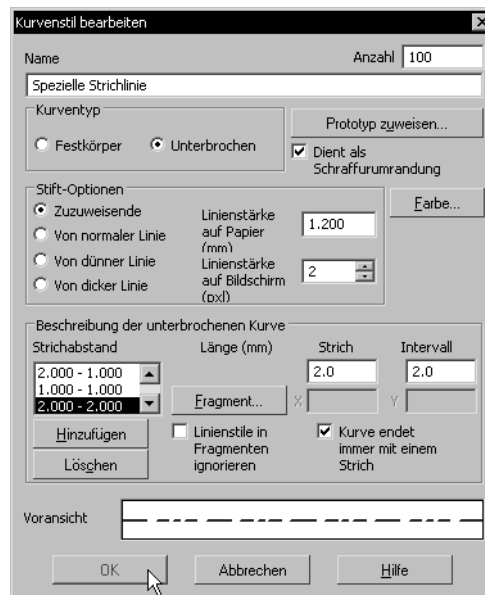 Kurvenstil bearbeiten
Name
Anzahl 100
Spezielle Strichlinie
Kurventyp
Festkörper Unterbrochen
Prototyp zuweisen...
Dient als
Schraffurumrandung
Stift-Optionen
Zuzuweisende
Von normaler Linie
Von dünner Linie
Von dicker Linie
Linienstärke
auf Papier
(mm)
1.200
Linienstärke
auf Bildschirm
(pxl)
2
Farbe...
Beschreibung der unterbrochenen Kurve
Strichabstand Länge (mm) Strich Intervall
2.000 - 1.000
1.000 - 1.000
2.000 - 2.000
2.0 2.0
Fragment... X Y
Hinzufügen
Löschen
Linienstile in
Fragmenten
ignorieren
Kurve endet
immer mit einem
Strich
Voransicht
OK Abbrechen Hilfe